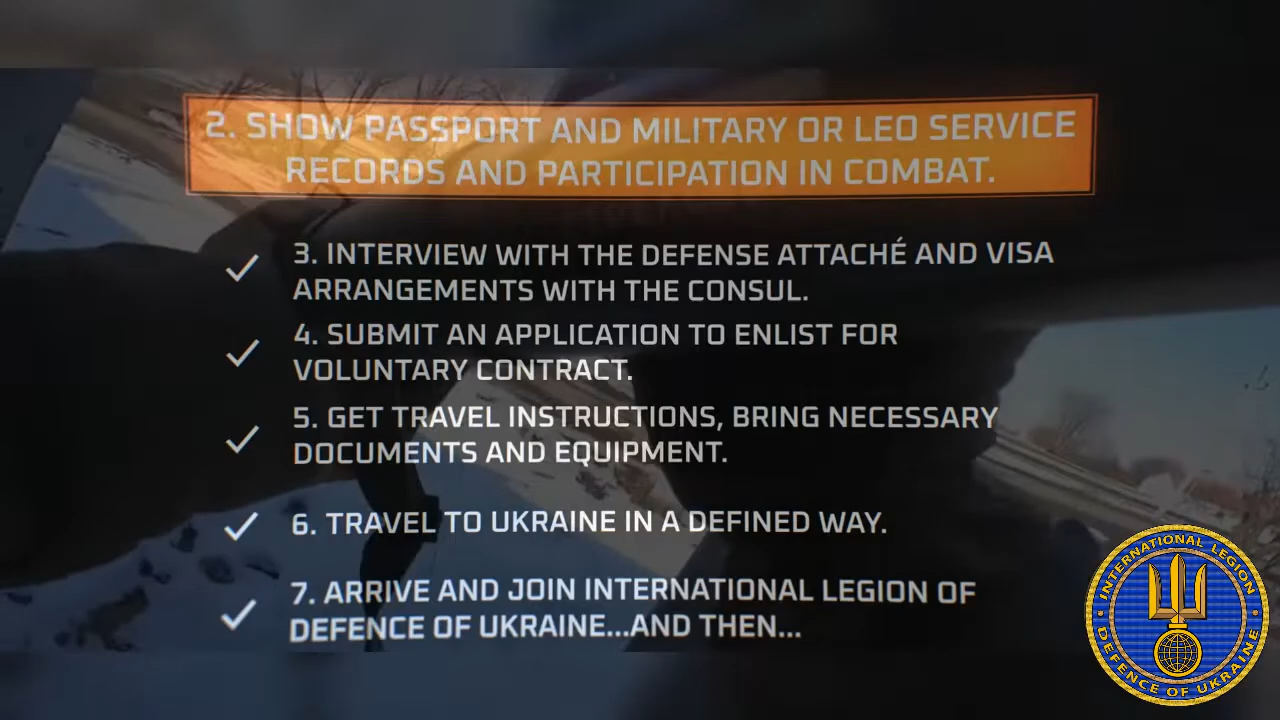 2. SHOW PASSPORT AND MILITARY OR LEO SERVICE
RECORDS AND PARTICIPATION IN COMBAT.
3. INTERVIEW WITH THE DEFENSE ATTACHÉ AND VISA
ARRANGEMENTS WITH THE CONSUL.
4. SUBMIT AN APPLICATION TO ENLIST FOR
VOLUNTARY CONTRACT.
5. GET TRAVEL INSTRUCTIONS, BRING NECESSARY
DOCUMENTS AND EQUIPMENT.
6. TRAVEL TO UKRAINE IN A DEFINED WAY.
7. ARRIVE AND JOIN INTERNATIONAL LEGION OF
DEFENCE OF UKRAINE...AND THEN...
INTERNATIONAL LEGION
DEFENCE OF UKRAINE